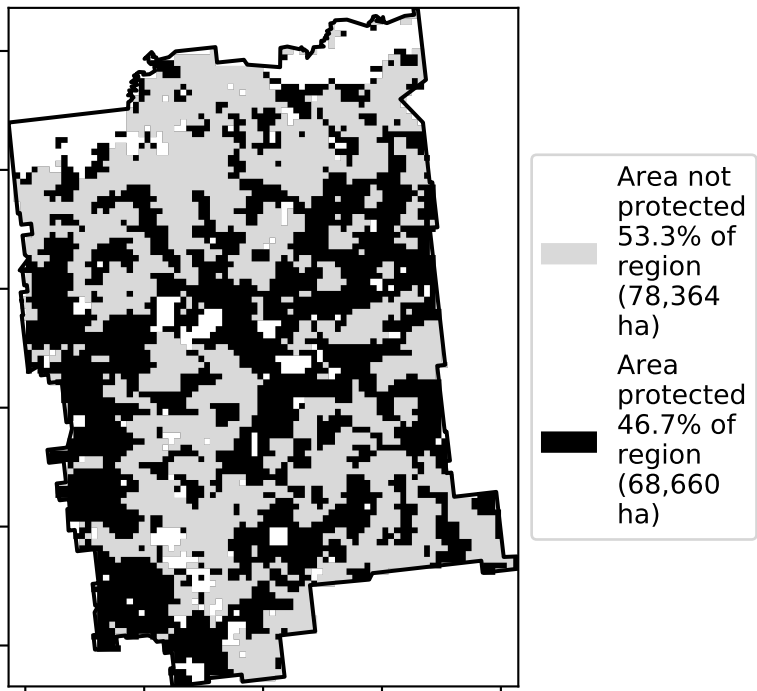 Area not
protected
53.3% of
region
(78,364
ha)
Area
protected
46.7% of
region
(68,660
ha)